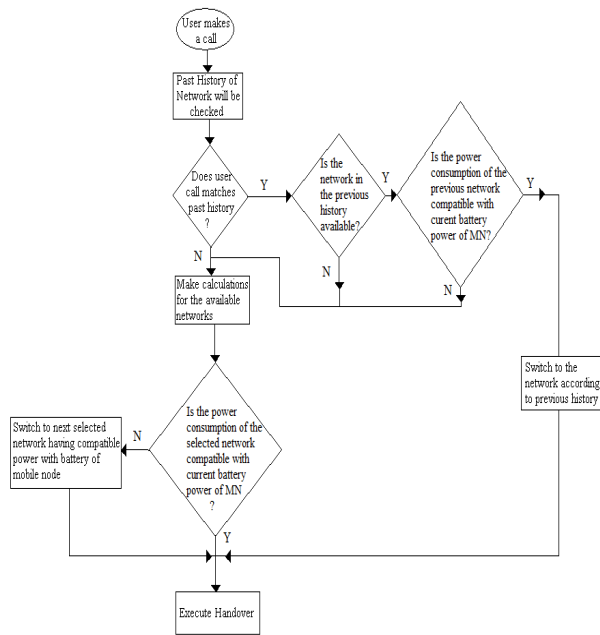 User makes
a call
Past History of
Network will be
checked
Does user
call matches
past history
?
Y
Is the
network in
the previous
history
available?
Y
Is the power
consumption of the
previous network
compatible with
curent battery
power of MN?
Y
N
N
N
Make calculations
for the available
networks
Switch to the
network according
to previous history
Is the power
consumption of the
selected network
compatible with
current battery
power of MN
?
N
Switch to next selected
network having compatible
power with battery of
mobile node
Y
Execute Handover